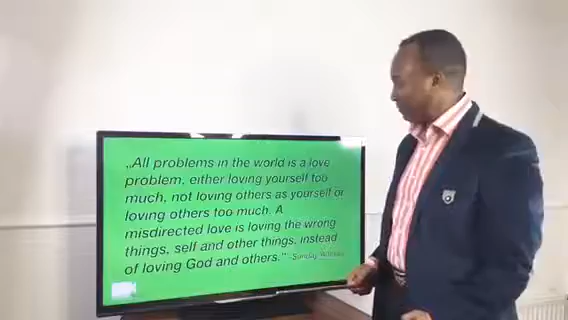 „All problems in the world is a love
problem, either loving yourself too
much, not loving others as yourself or
loving others too much. A
misdirected love is loving the wrong
things, self and other things, instead
of loving God and others."" -Sunday